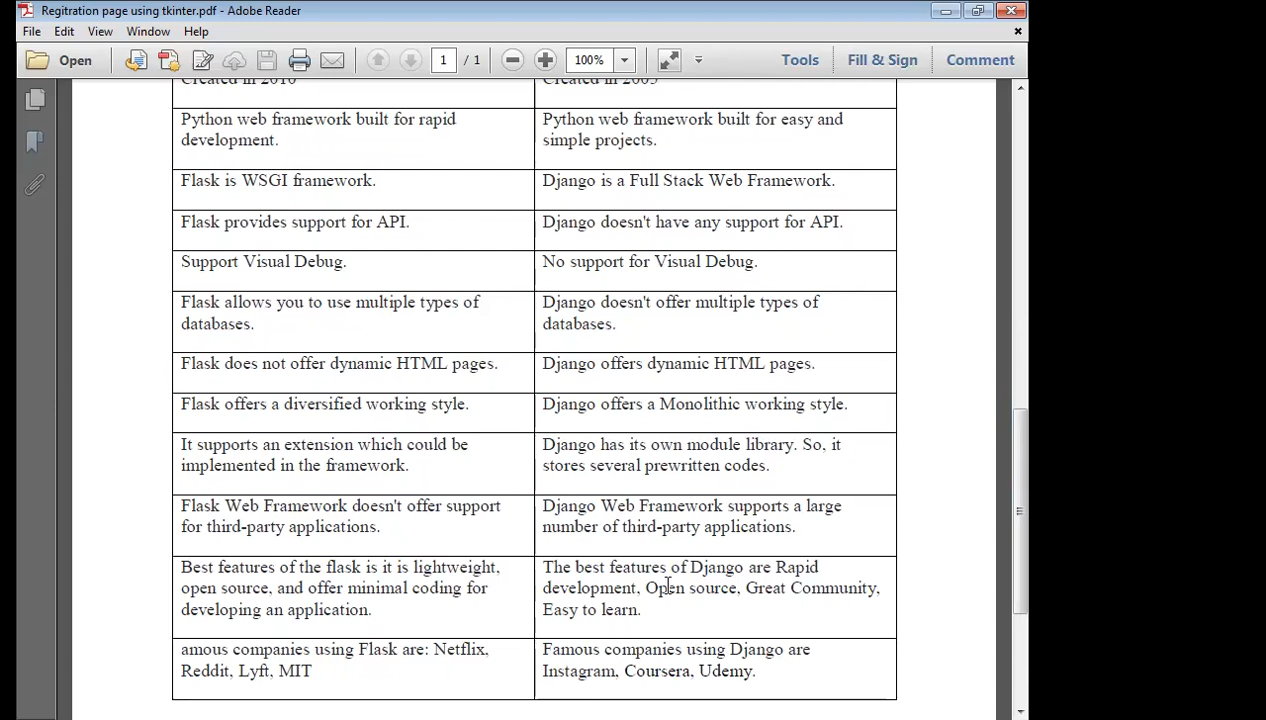 Regitration page using tkinter.pdf - Adobe Reader
File Edit View Window Help
Open 1 / 1 100% Tools Fill & Sign Comment
Created in 2010 Created in 2005
Python web framework built for rapid
development.
Python web framework built for easy and
simple projects.
Flask is WSGI framework. Django is a Full Stack Web Framework.
Flask provides support for API. Django doesn't have any support for API.
Support Visual Debug. No support for Visual Debug.
Flask allows you to use multiple types of
databases.
Django doesn't offer multiple types of
databases.
Flask does not offer dynamic HTML pages. Django offers dynamic HTML pages.
Flask offers a diversified working style. Django offers a Monolithic working style.
It supports an extension which could be
implemented in the framework.
Django has its own module library. So, it
stores several prewritten codes.
Flask Web Framework doesn't offer support
for third-party applications.
Django Web Framework supports a large
number of third-party applications.
Best features of the flask is it is lightweight,
open source, and offer minimal coding for
developing an application.
The best features of Django are Rapid
development, Open source, Great Community,
Easy to learn.
amous companies using Flask are: Netflix,
Reddit, Lyft, MIT
Famous companies using Django are
Instagram, Coursera, Udemy.